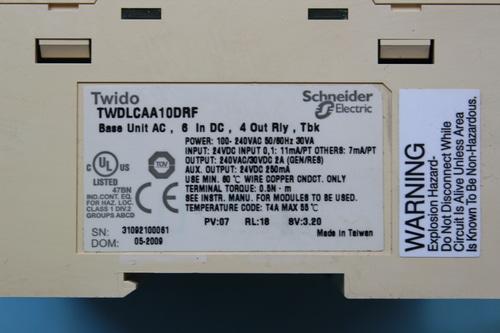 Twido
Schneider
Electric
TWDLCAA10DRF
Base Unit AC , 6 In DC , 4 Out Rly , Tbk
POWER: 100- 240VAC 50/60Hz 30VA
INPUT: 24VDC INPUT 0,1: 11mA/PT OTHERS: 7mA/PT
OUTPUT: 240VAC/30VDC 2A (GEN/RES)
AUX. OUTPUT: 24VDC 250mA
USE MIN. 60 °C WIRE COPPER CNDCT. ONLY
TERMINAL TORQUE: 0.5N · m
SEE INSTR. MANU. FOR MODULES TO BE USED.
TEMPERATURE CODE: T4A MAX 55°C
c UL US
LISTED
47BN
IND.CONT. EQ.
FOR HAZ. LOC.
CLASS 1 DIV.2
GROUPS ABCD
TÜV
CE
PV:07 RL:18 SV:3.20
SN: 31092100061
DOM: 05-2009
Made in Taiwan
WARNING
Explosion Hazard-
Do Not Disconnect While
Circuit Is Alive Unless Area
Is Known To Be Non-Hazardous.